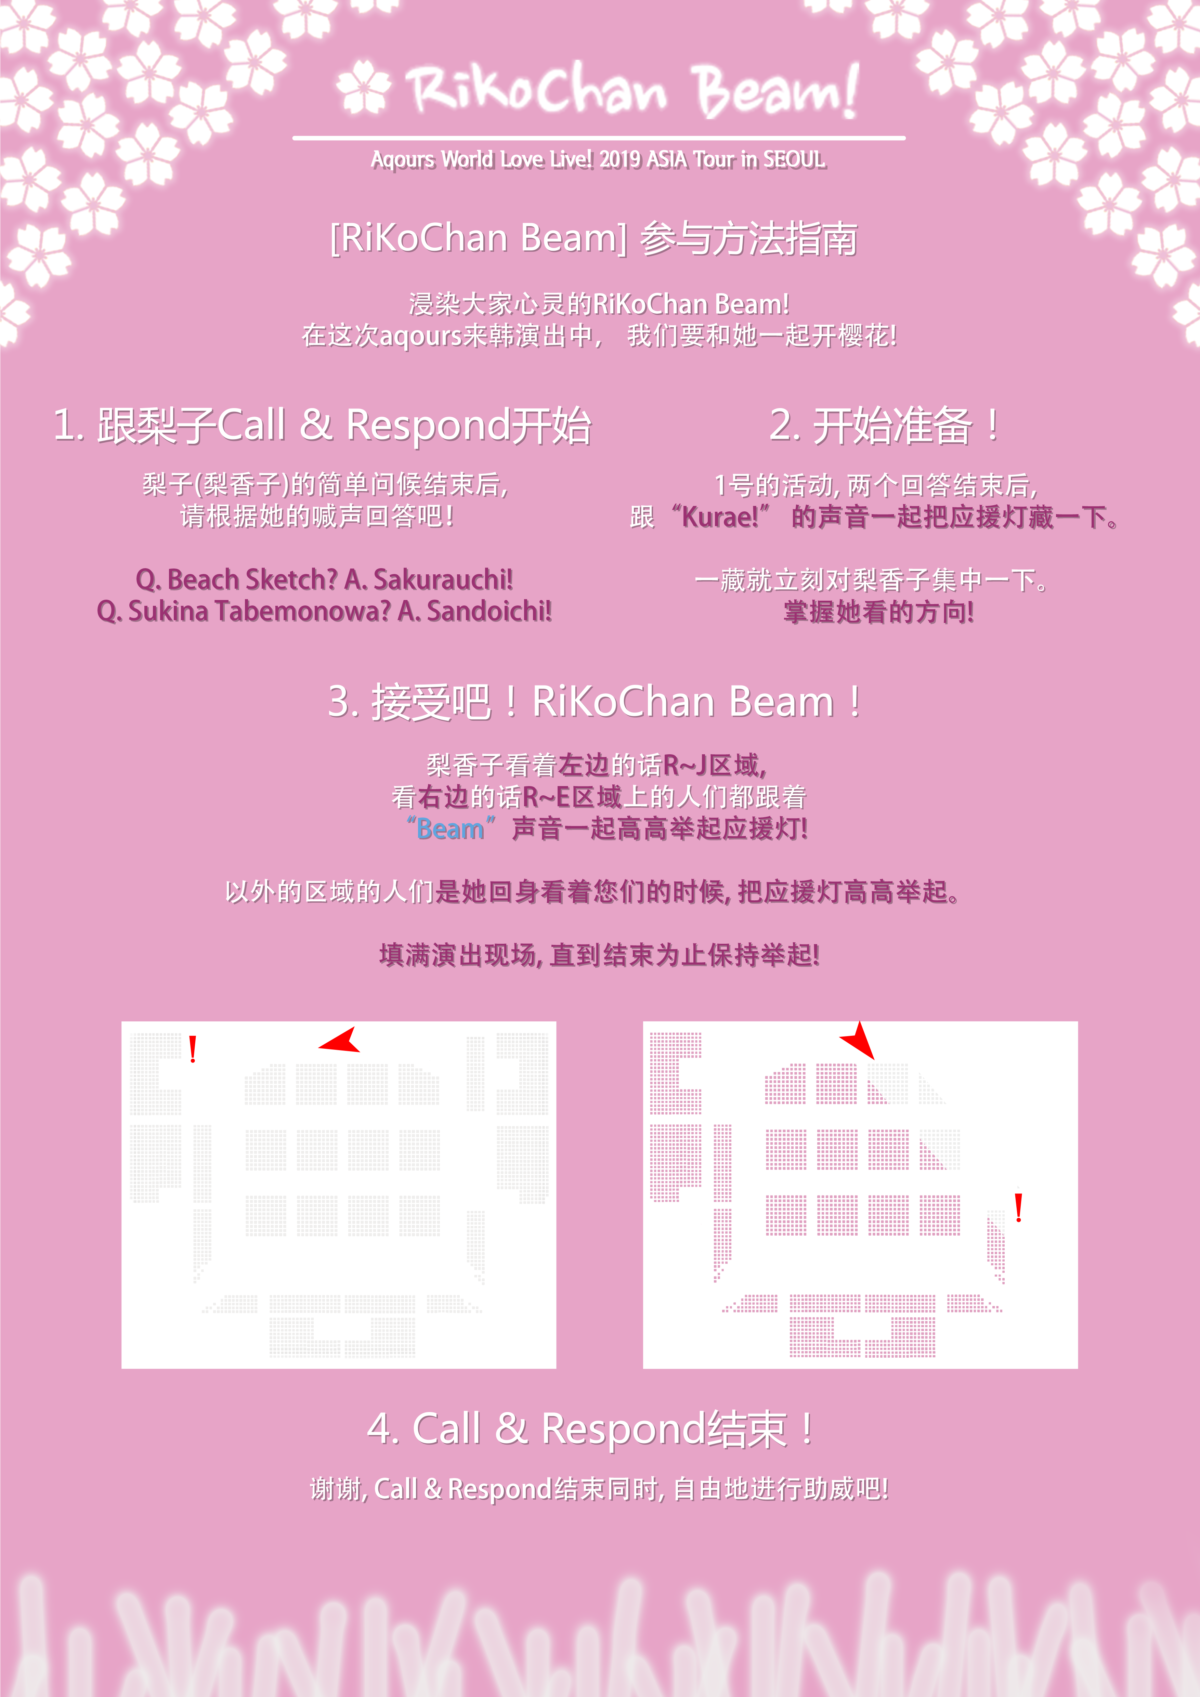 RikoChan Beam!
Aqours World Love Live! 2019 ASIA Tour in SEOUL
[RiKoChan Beam] 参与方法指南
浸染大家心灵的RiKoChan Beam!
在这次aqours来韩演出中， 我们要和她一起开樱花!
1. 跟梨子Call & Respond开始
梨子(梨香子)的简单问候结束后,
请根据她的喊声回答吧！
Q. Beach Sketch? A. Sakurauchi!
Q. Sukina Tabemonowa? A. Sandoichi!
2. 开始准备！
1号的活动, 两个回答结束后,
跟“Kurae!” 的声音一起把应援灯藏一下。
一藏就立刻对梨香子集中一下。
掌握她看的方向!
3. 接受吧！RiKoChan Beam！
梨香子看着左边的话R~J区域,
看右边的话R~E区域上的人们都跟着
“Beam”声音一起高高举起应援灯!
以外的区域的人们是她回身看着您们的时候, 把应援灯高高举起。
填满演出现场, 直到结束为止保持举起!
!
!
4. Call & Respond结束！
谢谢, Call & Respond结束同时, 自由地进行助威吧!